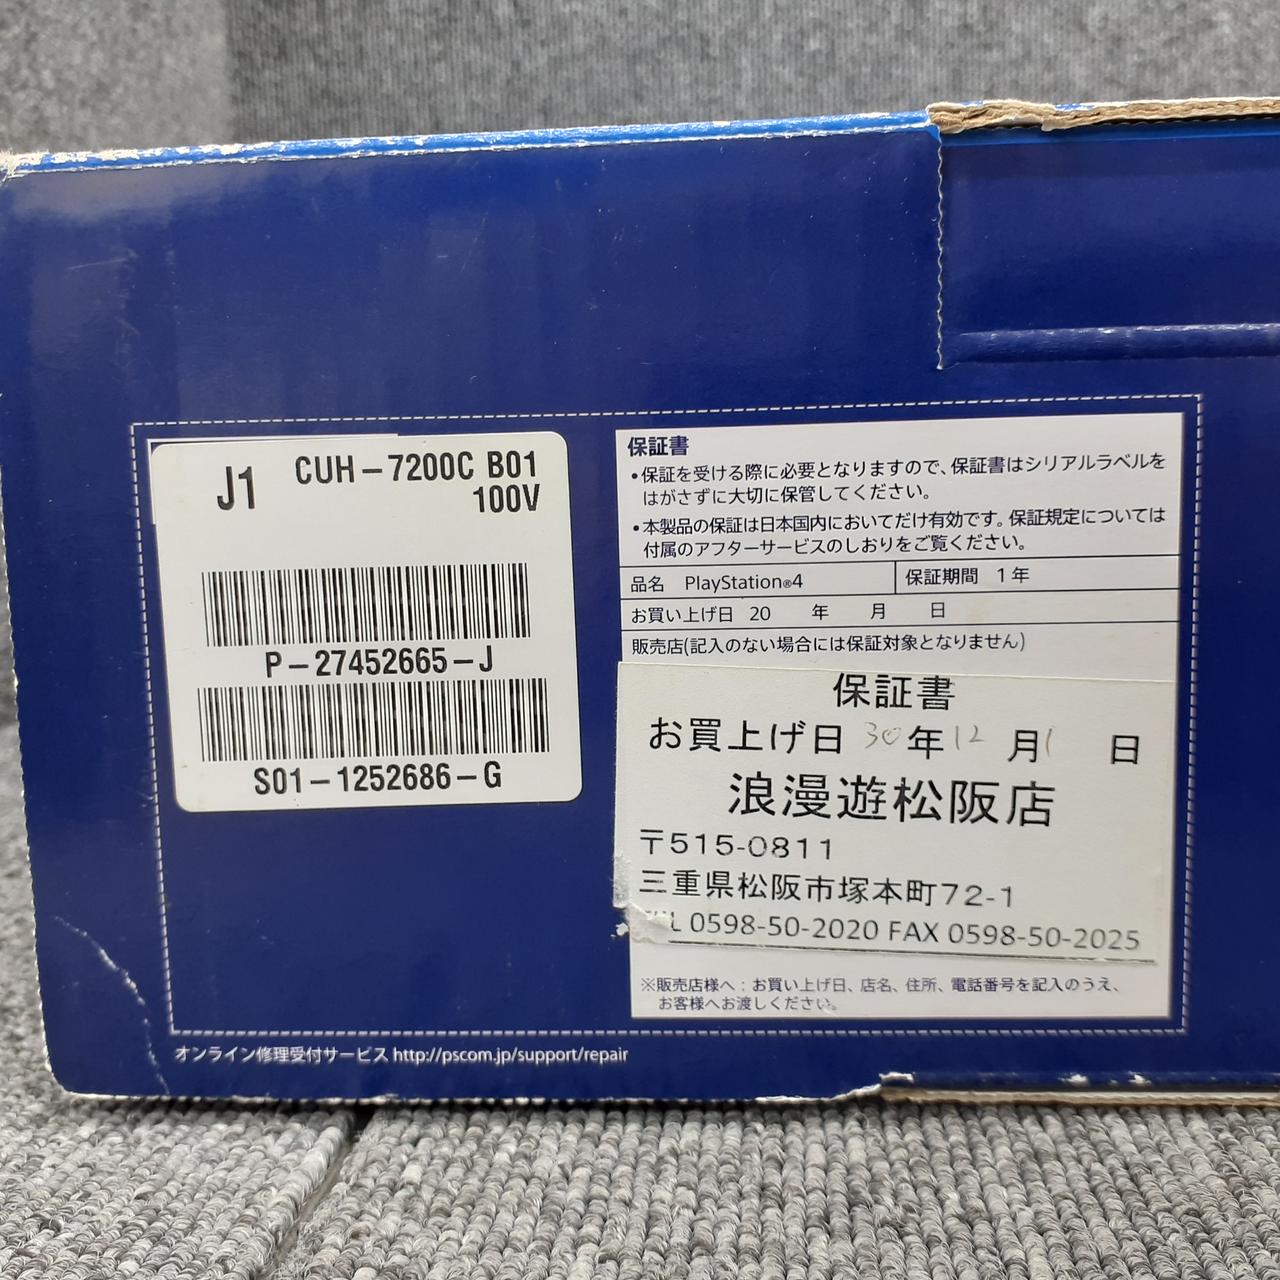 J1 CUH-7200C B01
100V
P-27452665-J
S01-1252686-G
保証書
•保証を受ける際に必要となりますので、保証書はシリアルラベルを
はがさずに大切に保管してください。
•本製品の保証は日本国内においてだけ有効です。保証規定については
付属のアフターサービスのしおりをご覧ください。
品名 PlayStation®4 保証期間 1年
お買い上げ日 20 年 月 日
販売店(記入のない場合には保証対象となりません)
保証書
お買上げ日 30年12月1日
浪漫遊松阪店
〒515-0811
三重県松阪市塚本町72-1
0598-50-2020 FAX 0598-50-2025
※販売店様へ：お買い上げ日、店名、住所、電話番号を記入のうえ、
お客様へお渡しください。
オンライン修理受付サービス http://pscom.jp/support/repair